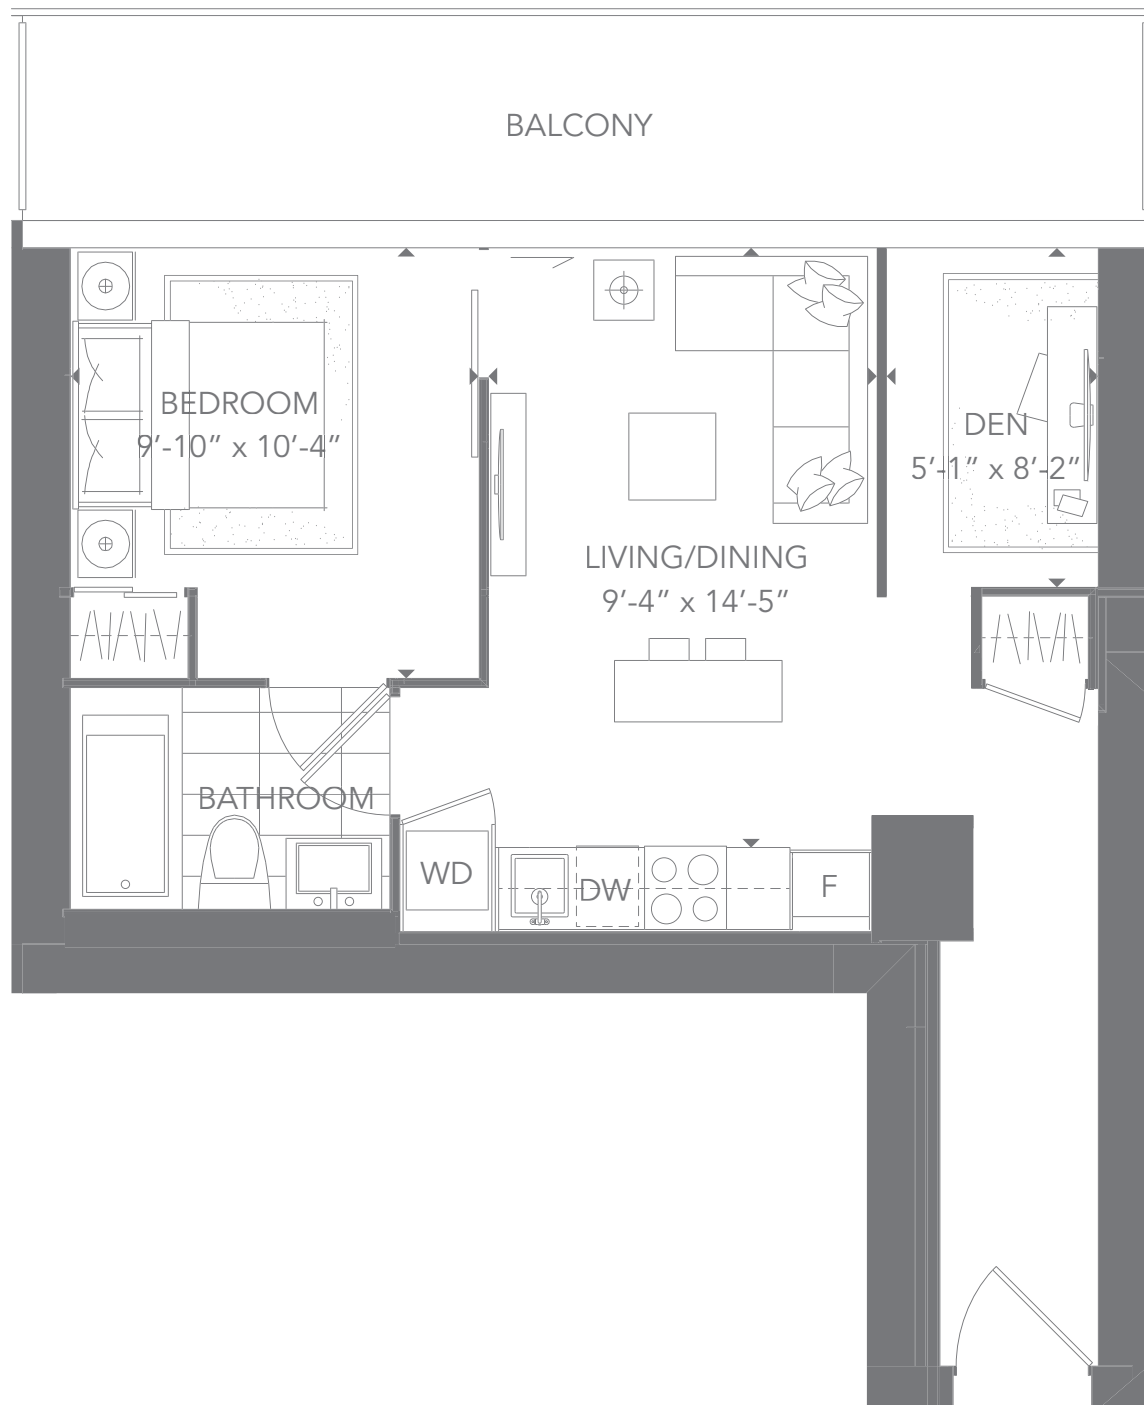 BALCONY
BEDROOM
9’-10” x 10’-4”
DEN
5’-1” x 8’-2”
LIVING/DINING
9’-4” x 14’-5”
BATHROOM
WD
DW
F